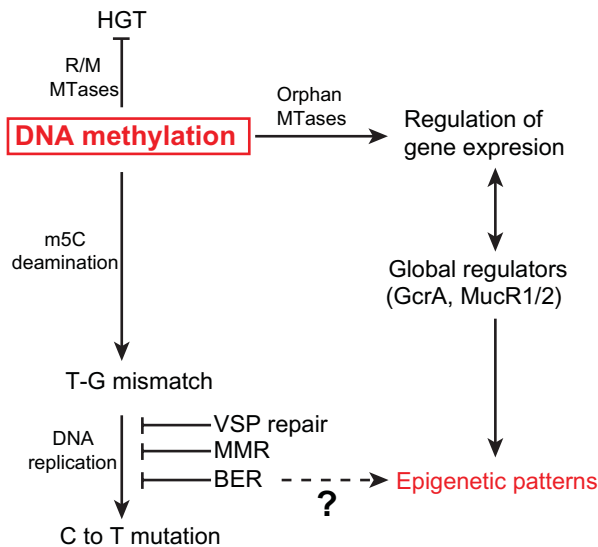 HGT
R/M
MTases
DNA methylation
Orphan
MTases
Regulation of
gene expresion
m5C
deamination
Global regulators
(GcrA, MucR1/2)
T-G mismatch
DNA
replication
VSP repair
MMR
BER
?
Epigenetic patterns
C to T mutation